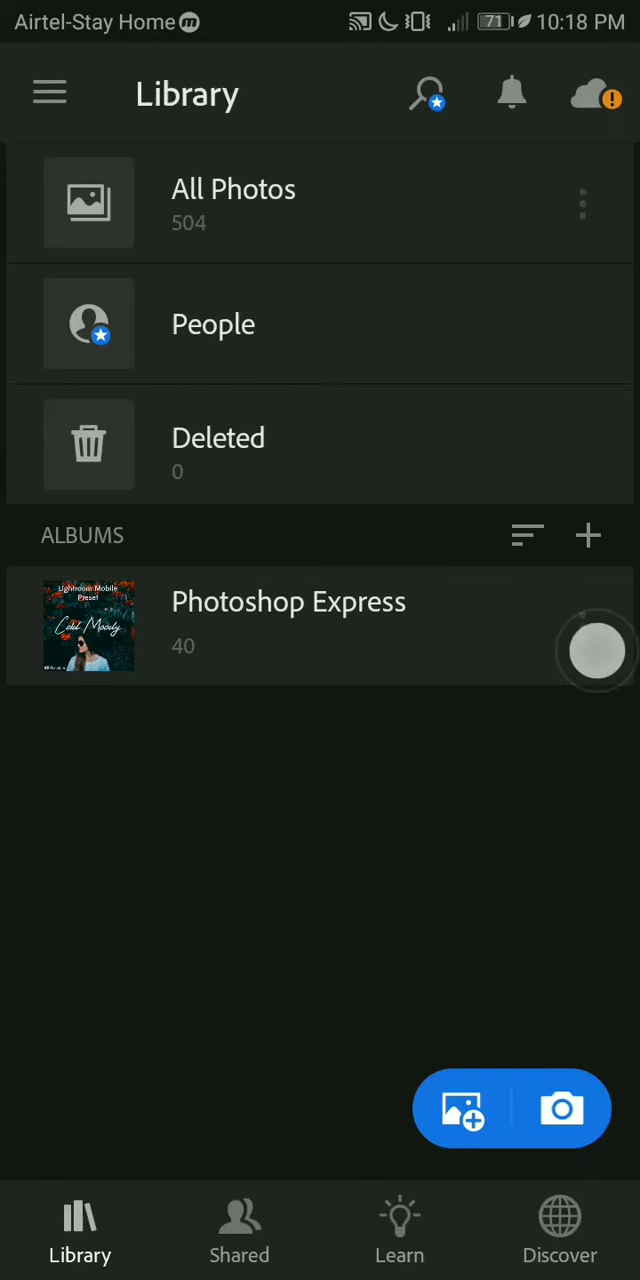 Airtel-Stay Home
71
10:18 PM
Library
All Photos
504
People
Deleted
0
ALBUMS
Lightroom Mobile
Preset
Cold Moody
Photoshop Express
40
Library
Shared
Learn
Discover